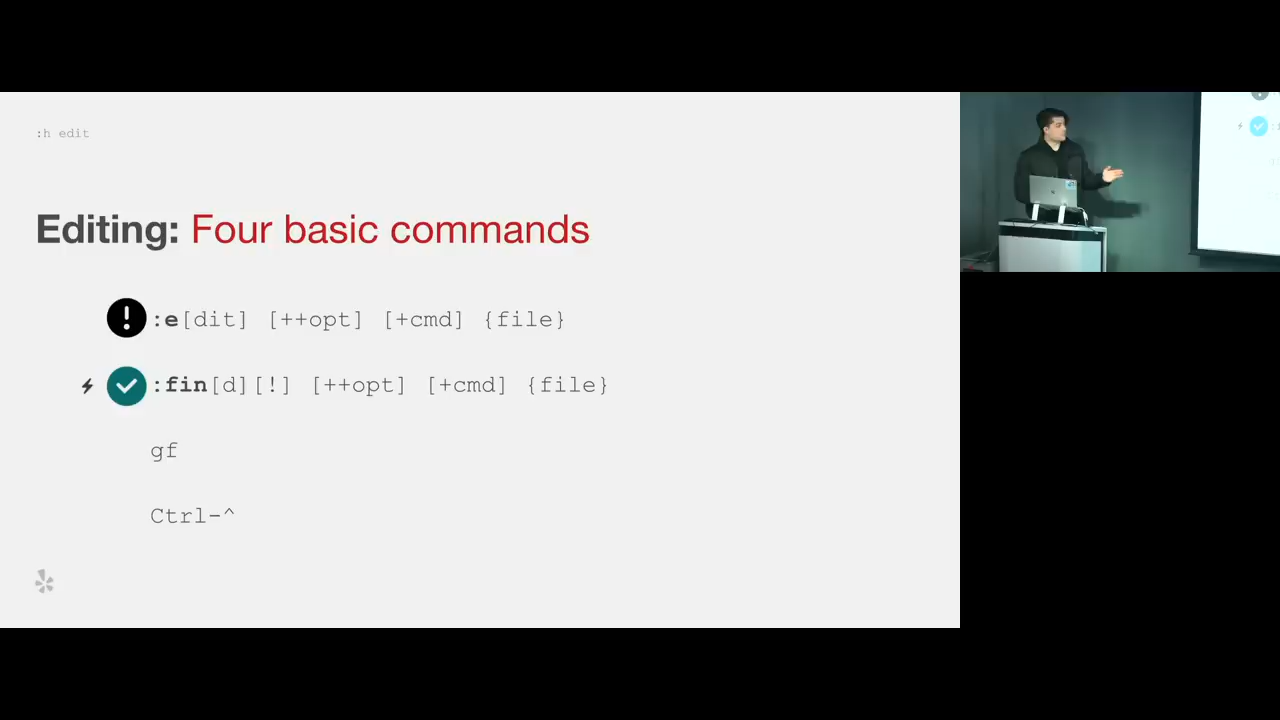 :h edit
Editing: Four basic commands
:e[dit] [++opt] [+cmd] {file}
:fin[d][!] [++opt] [+cmd] {file}
gf
Ctrl-^